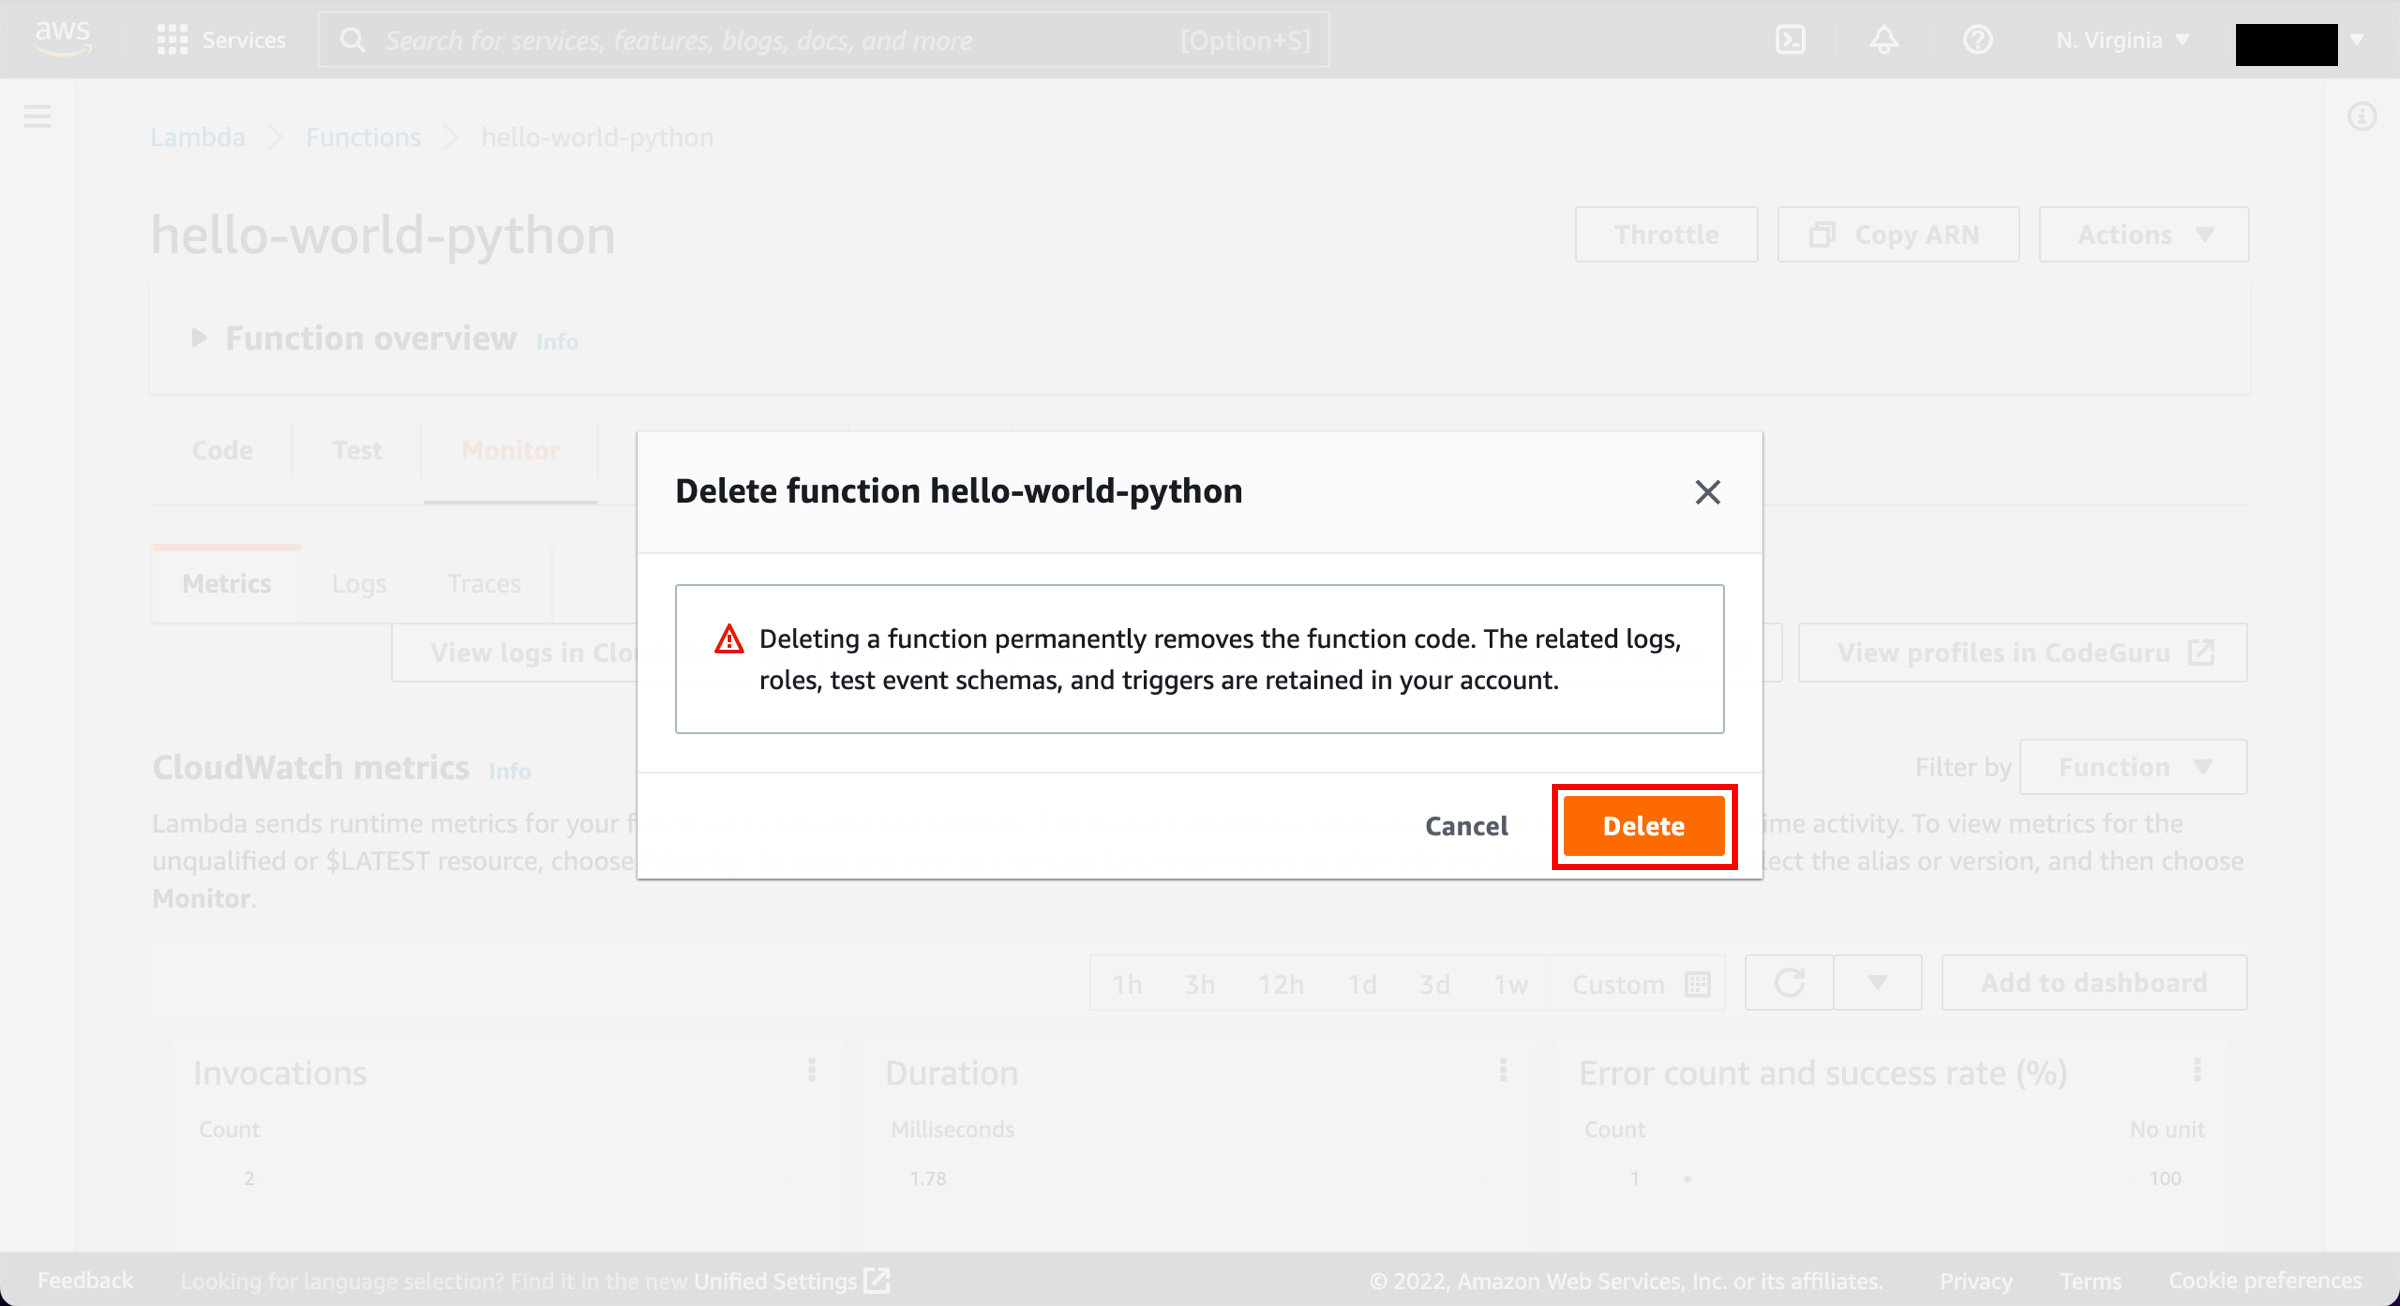 aws Services Search for services, features, blogs, docs, and more [Option+S] N. Virginia
Lambda Functions hello-world-python
hello-world-python Throttle Copy ARN Actions
Function overview Info
Code Test Monitor
Delete function hello-world-python
Metrics Logs Traces
Deleting a function permanently removes the function code. The related logs,
roles, test event schemas, and triggers are retained in your account.
View logs in Clo View profiles in CodeGuru
CloudWatch metrics Info Filter by Function
Cancel Delete
Lambda sends runtime metrics for your f ime activity. To view metrics for the
unqualified or $LATEST resource, choose lect the alias or version, and then choose
Monitor.
1h 3h 12h 1d 3d 1w Custom Add to dashboard
Invocations Duration Error count and success rate (%)
Count Milliseconds Count No unit
2 1.78 1 100
Feedback Looking for language selection? Find it in the new Unified Settings © 2022, Amazon Web Services, Inc. or its affiliates. Privacy Terms Cookie preferences